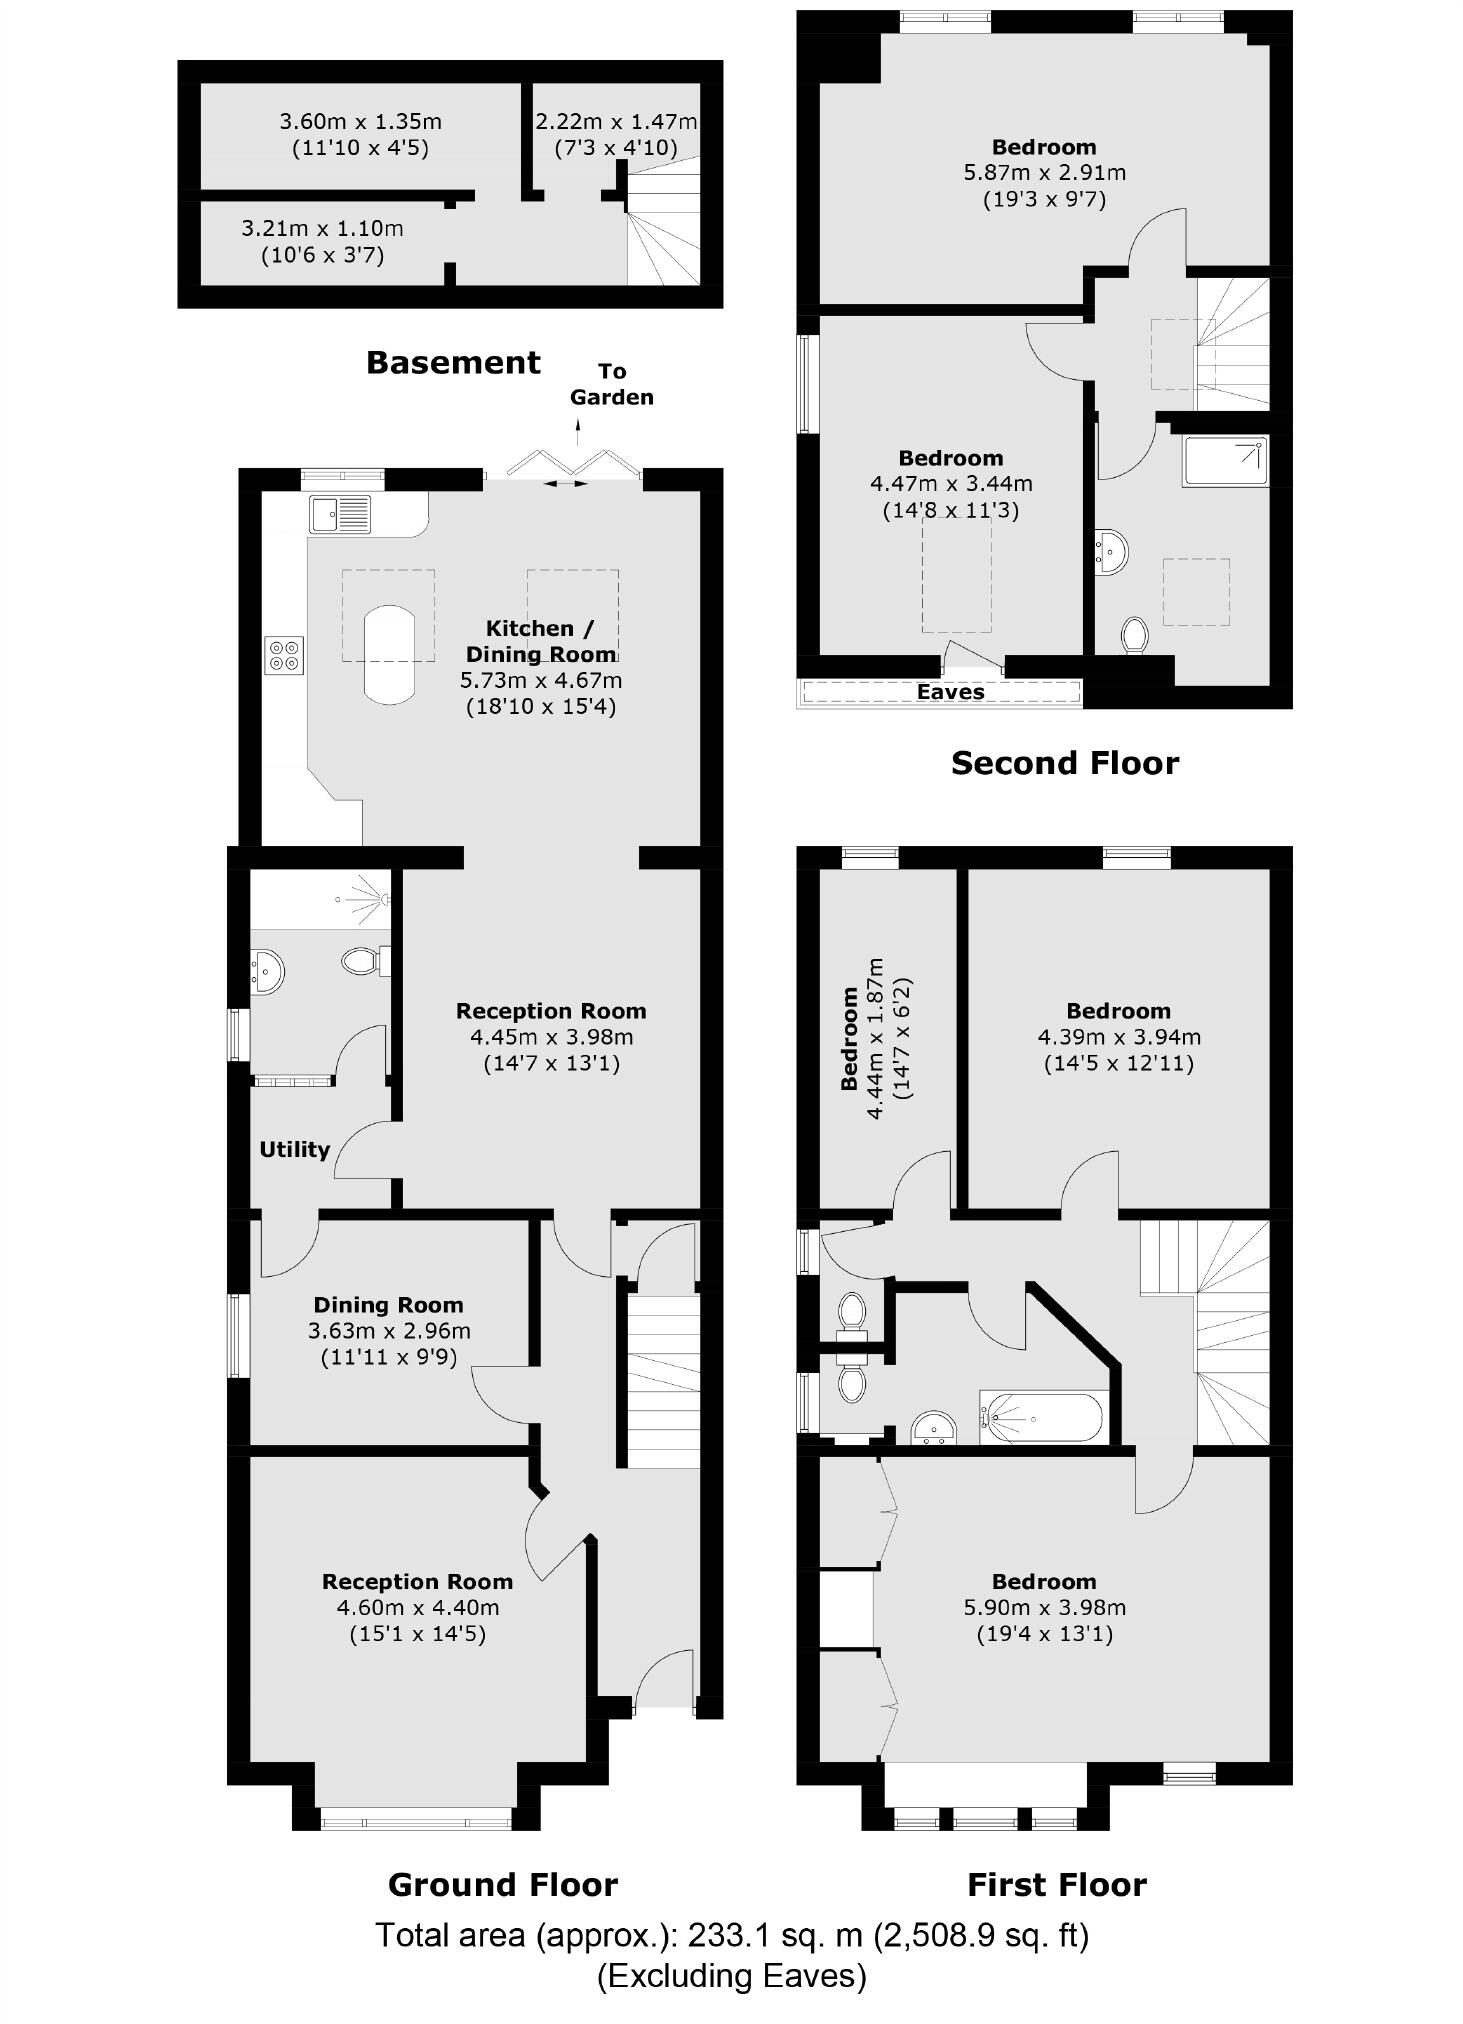 3.60m x 1.35m
(11'10 x 4'5)
2.22m x 1.47m
(7'3 x 4'10)
3.21m x 1.10m
(10'6 x 3'7)
Basement
To
Garden
Kitchen /
Dining Room
5.73m x 4.67m
(18'10 x 15'4)
Reception Room
4.45m x 3.98m
(14'7 x 13'1)
Utility
Dining Room
3.63m x 2.96m
(11'11 x 9'9)
Reception Room
4.60m x 4.40m
(15'1 x 14'5)
Ground Floor
Bedroom
5.87m x 2.91m
(19'3 x 9'7)
Bedroom
4.47m x 3.44m
(14'8 x 11'3)
Eaves
Second Floor
Bedroom
4.44m x 1.87m
(14'7 x 6'2)
Bedroom
4.39m x 3.94m
(14'5 x 12'11)
Bedroom
5.90m x 3.98m
(19'4 x 13'1)
First Floor
Total area (approx.): 233.1 sq. m (2,508.9 sq. ft)
(Excluding Eaves)